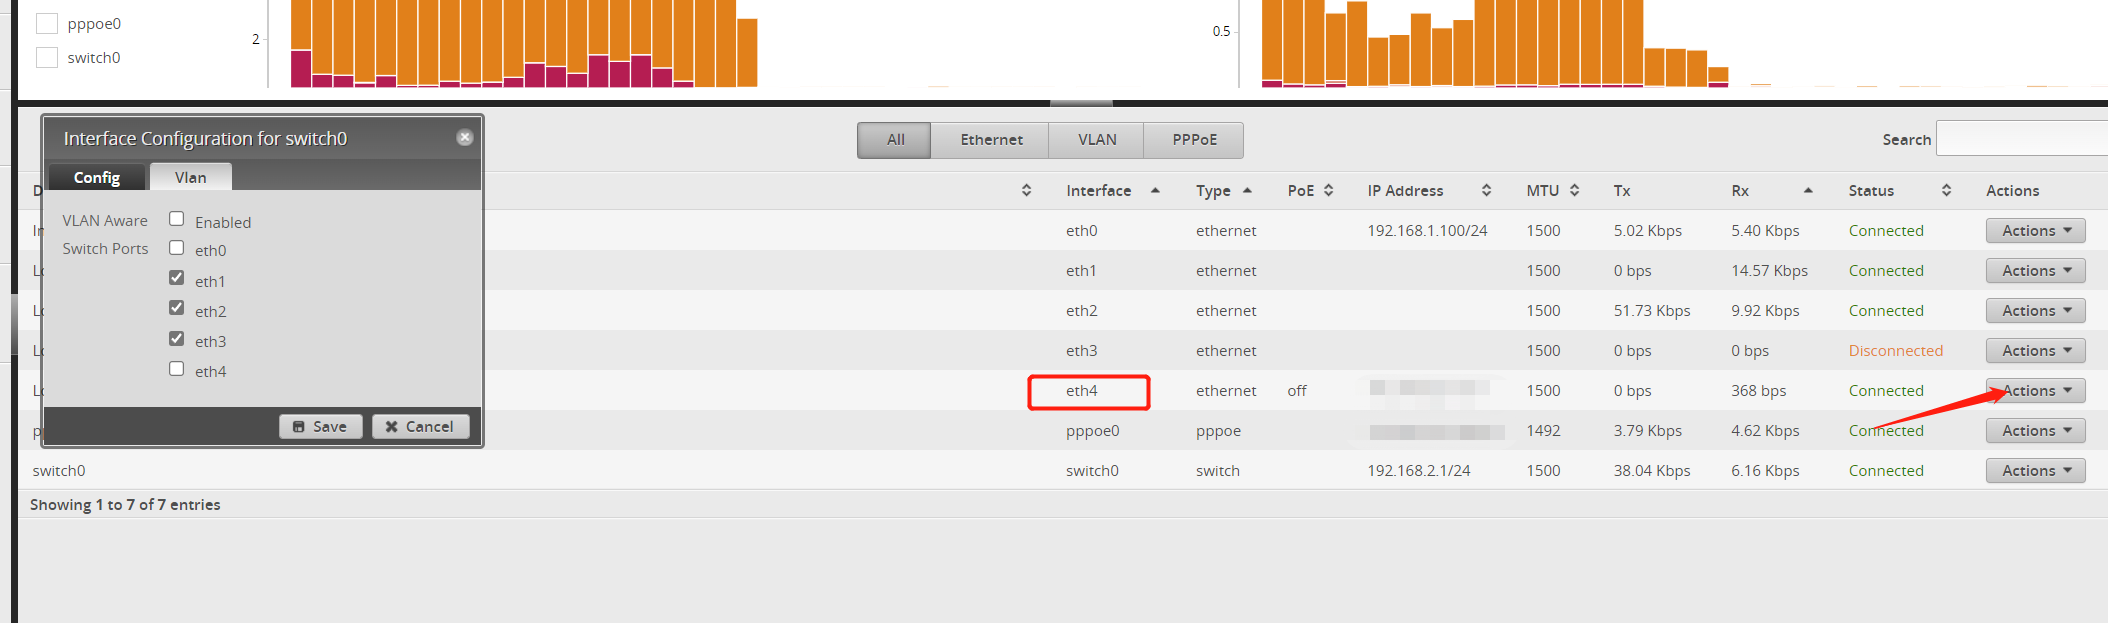 pppoe0
switch0
2
0.5
Interface Configuration for switch0
Config Vlan
VLAN Aware Enabled
Switch Ports eth0
eth1
eth2
eth3
eth4
Save Cancel
All Ethernet VLAN PPPoE
Search
D Interface Type PoE IP Address MTU Tx Rx Status Actions
In eth0 ethernet 192.168.1.100/24 1500 5.02 Kbps 5.40 Kbps Connected Actions
Lo eth1 ethernet 1500 0 bps 14.57 Kbps Connected Actions
Lo eth2 ethernet 1500 51.73 Kbps 9.92 Kbps Connected Actions
Lo eth3 ethernet 1500 0 bps 0 bps Disconnected Actions
Lo eth4 ethernet off 1500 0 bps 368 bps Connected Actions
pppoe0 pppoe 1492 3.79 Kbps 4.62 Kbps Connected Actions
switch0 switch0 switch 192.168.2.1/24 1500 38.04 Kbps 6.16 Kbps Connected Actions
Showing 1 to 7 of 7 entries